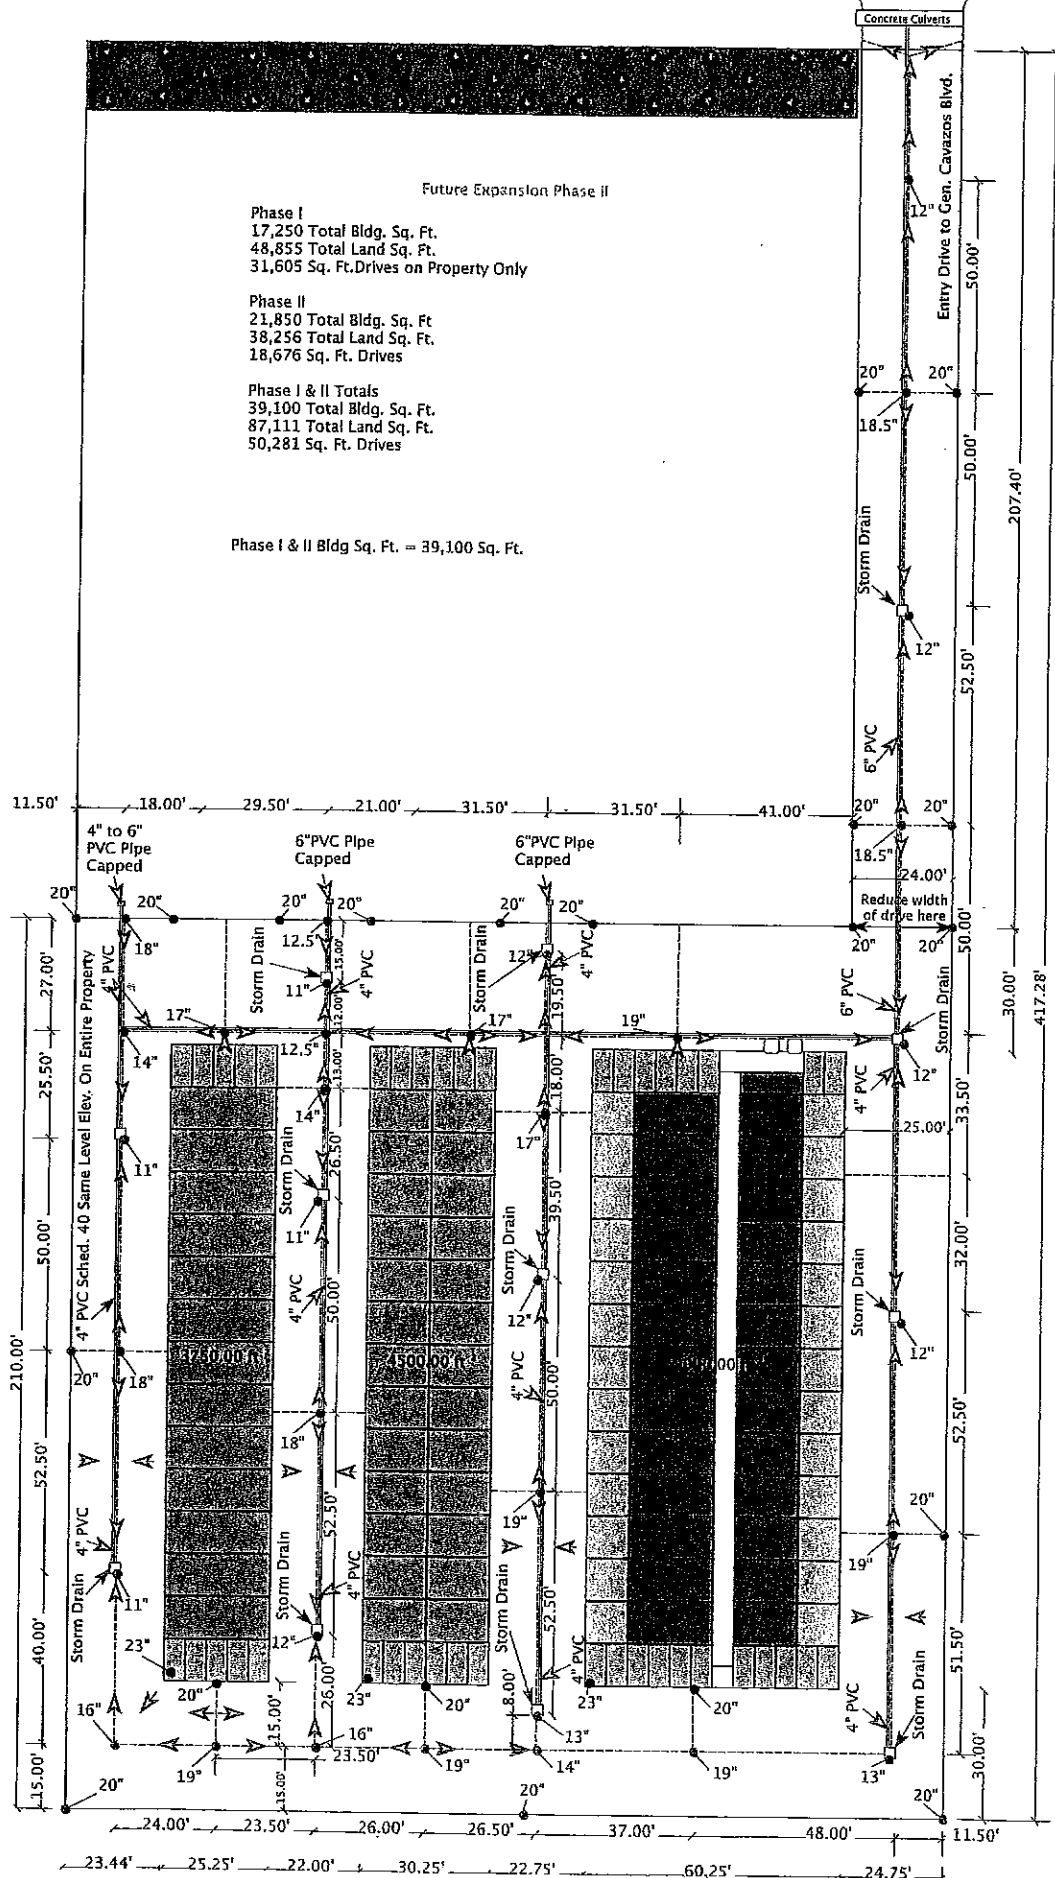 Concrete Culverts
Entry Drive to Gen. Cavazos Blvd.
Future Expansion Phase II
Phase I
17,250 Total Bldg. Sq. Ft.
48,855 Total Land Sq. Ft.
31,605 Sq. Ft.Drives on Property Only
Phase II
21,850 Total Bldg. Sq. Ft
38,256 Total Land Sq. Ft.
18,676 Sq. Ft. Drives
Phase I & II Totals
39,100 Total Bldg. Sq. Ft.
87,111 Total Land Sq. Ft.
50,281 Sq. Ft. Drives
Phase I & II Bldg Sq. Ft. = 39,100 Sq. Ft.
12"
50.00'
20"
20"
18.5"
50.00'
207.40'
Storm Drain
12"
52.50'
6" PVC
11.50'
18.00'
29.50'
21.00'
31.50'
31.50'
41.00'
20"
20"
18.5"
24.00'
Reduce width
of drive here
20"
20"
50.00'
30.00'
417.28'
4" to 6"
PVC Pipe
Capped
6"PVC Pipe
Capped
6"PVC Pipe
Capped
20"
20"
18"
20"
12.5"
20"
20"
20"
27.00'
4" PVC
Storm Drain
11"
15.00'
4" PVC
12.00'
Storm Drain
12"
4" PVC
19.50'
6" PVC
Storm Drain
12"
17"
14"
12.5"
17"
19"
13.00'
14"
18.00'
17"
4" PVC
33.50'
25.00'
25.50'
11"
4" PVC Sched. 40 Same Level Elev. On Entire Property
Storm Drain
11"
26.50'
4" PVC
50.00'
39.50'
Storm Drain
12"
4" PVC
50.00'
32.00'
Storm Drain
12"
50.00'
210.00'
20"
18"
13750.00 ft
4500.00 ft
18"
19"
52.50'
20"
19"
52.50'
4" PVC
Storm Drain
11"
52.50'
Storm Drain
12"
4" PVC
52.50'
Storm Drain
13"
4" PVC
8.00'
51.50'
4" PVC
Storm Drain
13"
40.00'
23"
20"
23"
20"
23"
20"
26.00'
15.00'
16"
19"
16"
23.50'
19"
14"
19"
15.00'
15.00'
30.00'
20"
20"
20"
24.00'
23.50'
26.00'
26.50'
37.00'
48.00'
11.50'
23.44'
25.25'
22.00'
30.25'
22.75'
60.25'
24.75'